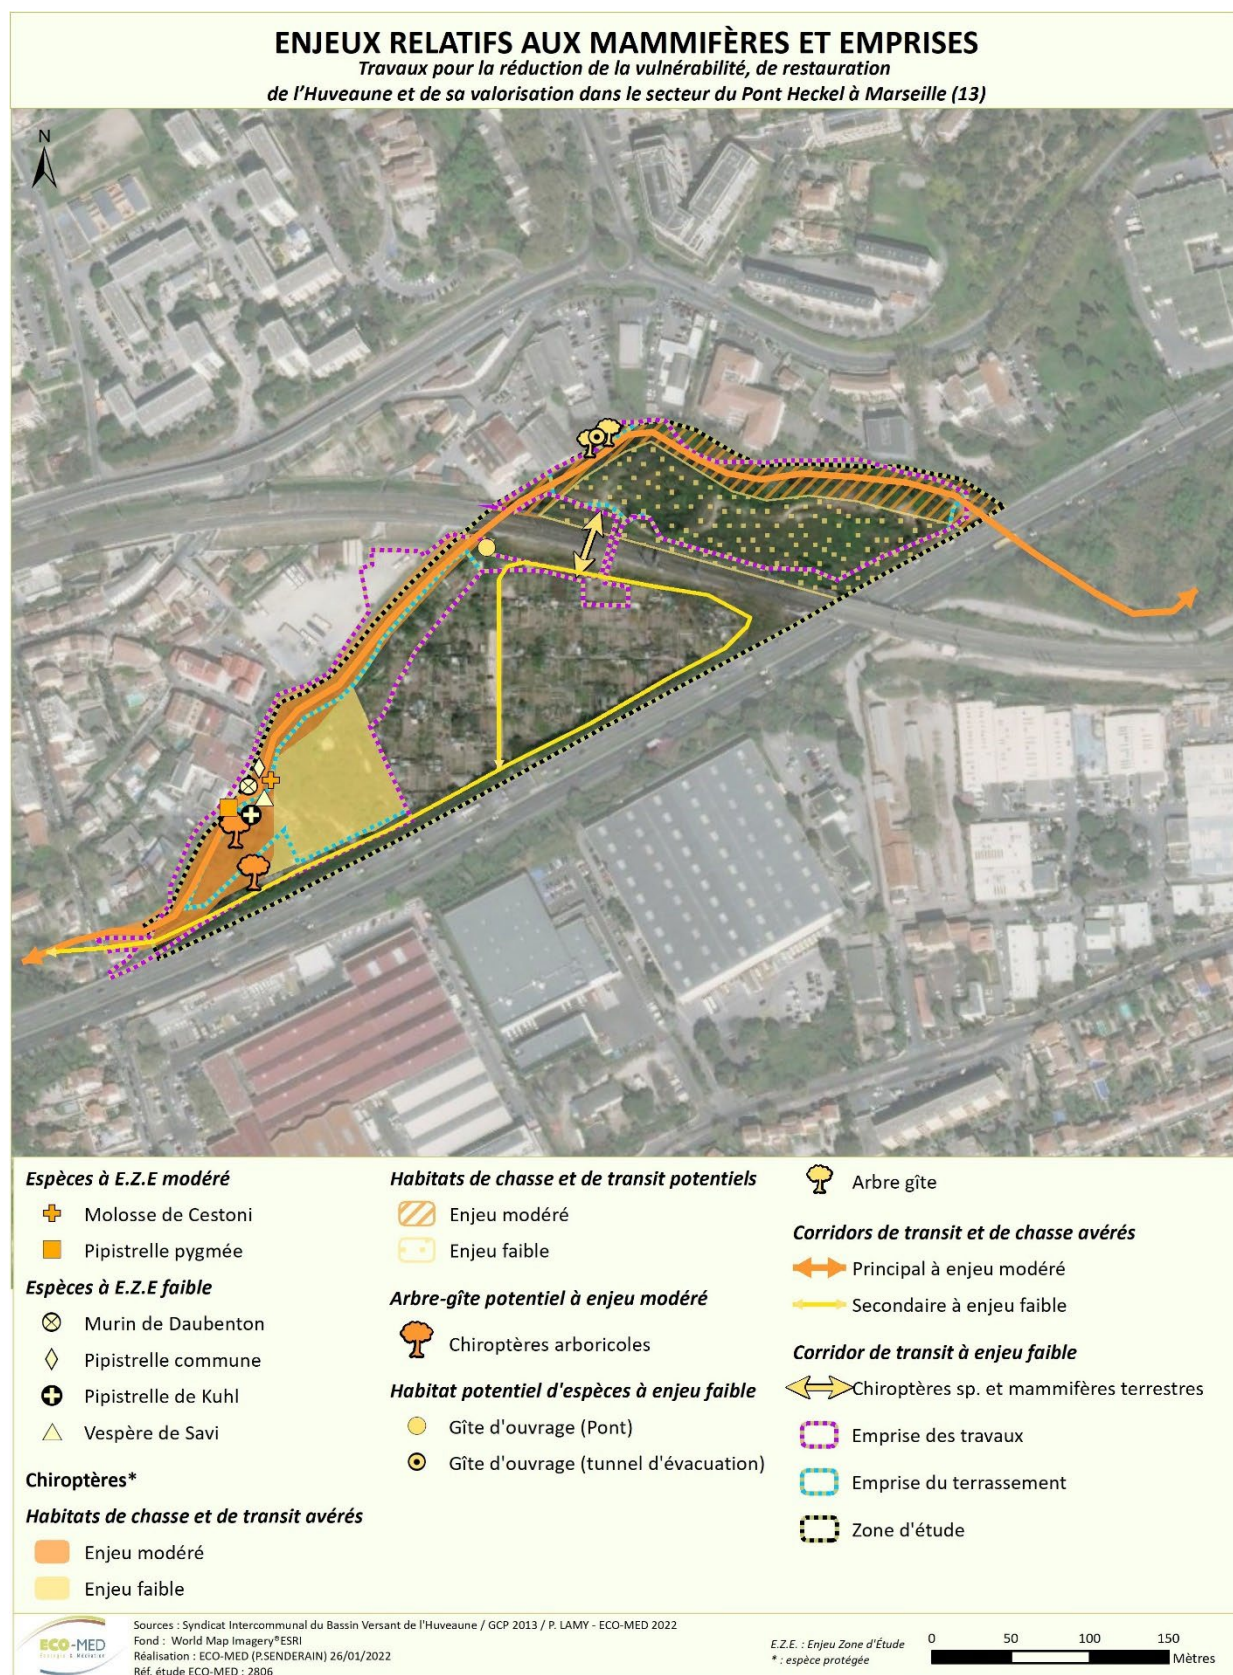 ENJEUX RELATIFS AUX MAMMIFÈRES ET EMPRISES
Travaux pour la réduction de la vulnérabilité, de restauration
de l'Huveaune et de sa valorisation dans le secteur du Pont Heckel à Marseille (13)
N
Espèces à E.Z.E modéré
Molosse de Cestoni
Pipistrelle pygmée
Espèces à E.Z.E faible
Murin de Daubenton
Pipistrelle commune
Pipistrelle de Kuhl
Vespère de Savi
Chiroptères*
Habitats de chasse et de transit avérés
Enjeu modéré
Enjeu faible
Habitats de chasse et de transit potentiels
Enjeu modéré
Enjeu faible
Arbre-gîte potentiel à enjeu modéré
Chiroptères arboricoles
Habitat potentiel d'espèces à enjeu faible
Gîte d'ouvrage (Pont)
Gîte d'ouvrage (tunnel d'évacuation)
Arbre gîte
Corridors de transit et de chasse avérés
Principal à enjeu modéré
Secondaire à enjeu faible
Corridor de transit à enjeu faible
Chiroptères sp. et mammifères terrestres
Emprise des travaux
Emprise du terrassement
Zone d'étude
ECO-MED
Ecologie & Médiation
Sources : Syndicat Intercommunal du Bassin Versant de l'Huveaune / GCP 2013 / P. LAMY - ECO-MED 2022
Fond : World Map Imagery®ESRI
Réalisation : ECO-MED (P.SENDERAIN) 26/01/2022
Réf. étude ECO-MED : 2806
E.Z.E. : Enjeu Zone d'Étude
* : espèce protégée
0 50 100 150
Mètres